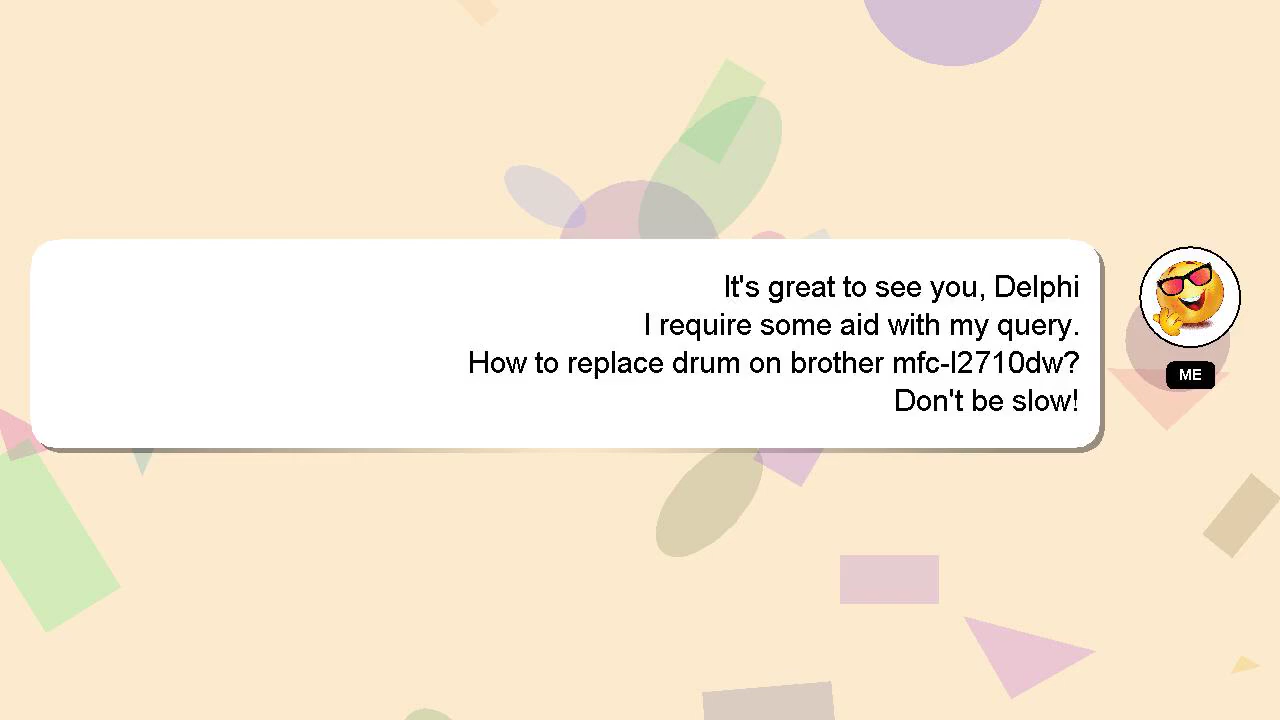 It's great to see you, Delphi
I require some aid with my query.
How to replace drum on brother mfc-l2710dw?
Don't be slow!
ME